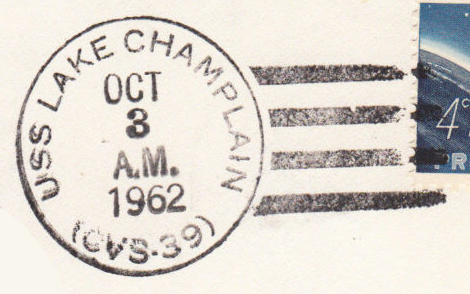 USS LAKE CHAMPLAIN
OCT
3
A.M.
1962
(CVS-39)
4¢
R